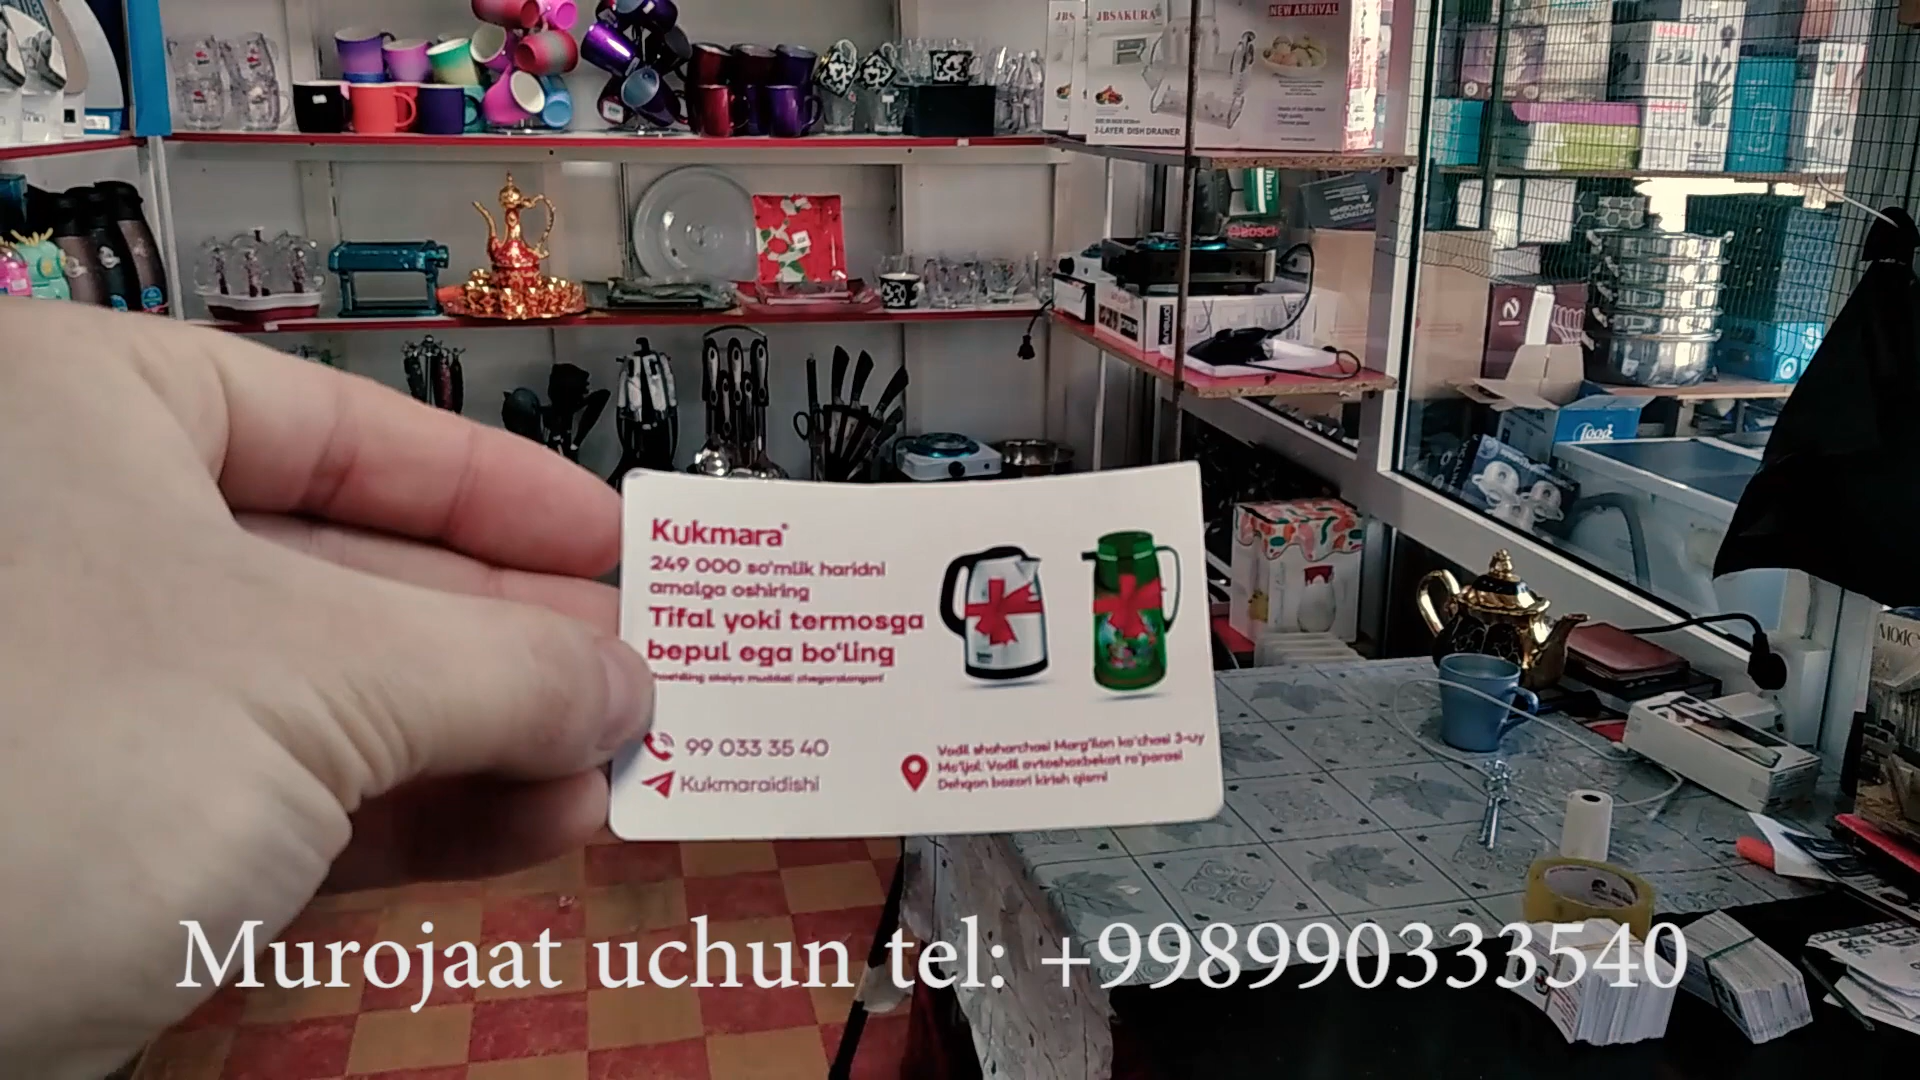 JBSAKURA
NEW ARRIVAL
3-LAYER DISH DRAINER
BOSCH
Kukmara®
249 000 so'mlik haridni
amalga oshiring
Tifal yoki termosga
bepul ega bo'ling
99 033 35 40
Kukmaraidishi
Vodil shaharchasi Marg'ilon ko'chasi 3-uy
Mo'ljal: Vodil avtoshoxbekat ro'parasi
Dehqon bozori kirish qismi
Murojaat uchun tel: +998990333540